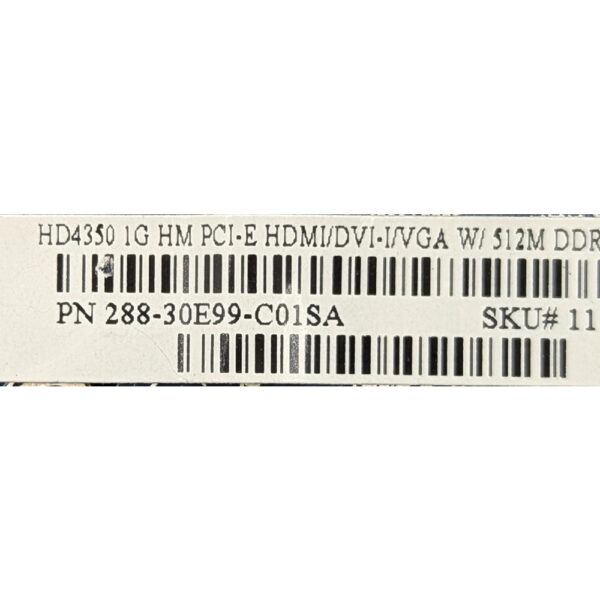 HD4350 1G HM PCI-E HDMI/DVI-I/VGA W/ 512M DDR
PN 288-30E99-C01SA SKU# 11